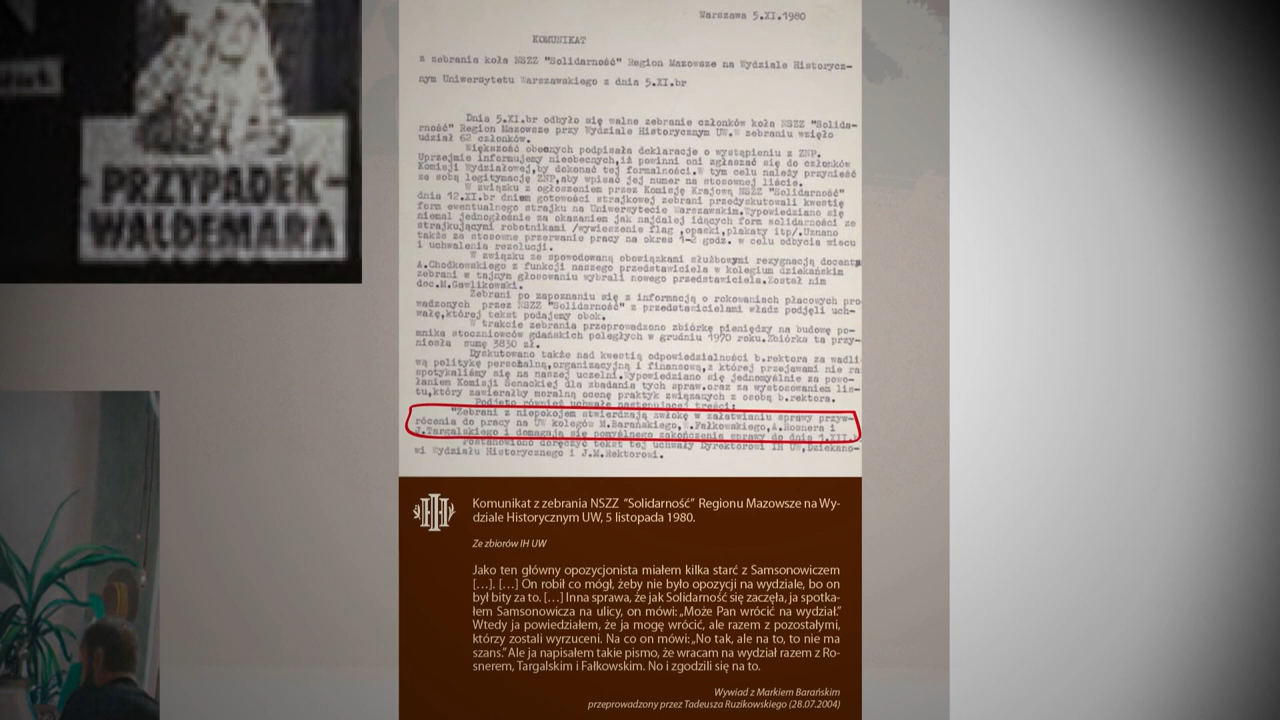 PRZYPADEK
WALDEMARA
Warszawa 5.XI.1980
KOMUNIKAT
z zebrania koła NSZZ "Solidarność" Region Mazowsze na Wydziale Historycz-
nym Uniwersytetu Warszawskiego z dnia 5.XI.br
Dnia 5.XI.br odbyło się walne zebranie członków koła NSZZ "Solida-
rność" Region Mazowsze przy Wydziale Historycznym UW.W zebraniu wzięło
udział 62 członków.
Większość obecnych podpisała deklaracje o wystąpieniu z ZNP.
Uprzejmie informujemy nieobecnych,iż powinni oni zgłaszać się do członków
Komisji Wydziałowej,by dokonać tej formalności.W tym celu należy przynieść
ze sobą legitymację ZNP,aby wpisać jej numer na stosownej liście.
W związku z ogłoszeniem przez Komisję Krajową NSZZ "Solidarność"
dnia 12.XI.br dniem gotowości strajkowej zebrani przedyskutowali kwestię
form ewentualnego strajku na Uniwersytecie Warszawskim.Wypowiedziano się
niemal jednogłośnie za okazaniem jak najdalej idących form solidarności ze
strajkującymi robotnikami /wywieszenie flag ,opaski,plakaty itp/.Uznano
także za stosowne przerwanie pracy na okres 1-2 godz. w celu odbycia wiecu
i uchwalenia rezolucji.
W związku ze spowodowaną obowiązkami służbowymi rezygnacją docenta
A.Chodkowskiego z funkcji naszego przedstawiciela w kolegium dziekańskim
zebrani w tajnym głosowaniu wybrali nowego przedstawiciela.Został nim
doc.M.Gawlikowski.
Zebrani po zapoznaniu się z informacją o rokowaniach płacowych pro
wadzonych przez NSZZ "Solidarność" z przedstawicielami władz podjęli uch-
wałę,której tekst podajemy obok.
W trakcie zebrania przeprowadzono zbiórkę pieniędzy na budowę po-
mnika stoczniowców gdańskich poległych w grudniu 1970 roku.Zbiórka ta przy-
niosła sumę 3830 zł.
Dyskutowano także nad kwestią odpowiedzialności b.rektora za wadli
wą politykę personalną,organizacyjną i finansową,z której przejawami nie ra
spotykaliśmy się na naszej uczelni.Wypowiedziano się jednomyślnie za powo-
łaniem Komisji Senackiej dla zbadania tych spraw.oraz za wystosowaniem lis-
tu,który zawierałby moralną ocenę praktyk związanych z osobą b.rektora.
Podjęto również uchwałę następującej treści:
"Zebrani z niepokojem stwierdzają zwłokę w załatwianiu sprawy przyw-
rócenia do pracy na UW kolegów M.Barańskiego,W.Fałkowskiego,A.Rosnera i
J.Targalskiego i domagają się pomyślnego zakończenia sprawy do dnia 1.XII.b
Postanowiono doręczyć tekst tej uchwały Dyrektorowi IH UW,Dziekano-
wi Wydziału Historycznego i J.M.Rektorowi.
Komunikat z zebrania NSZZ "Solidarność" Regionu Mazowsze na Wy-
dziale Historycznym UW, 5 listopada 1980.
Ze zbiorów IH UW
Jako ten główny opozycjonista miałem kilka starć z Samsonowiczem
[…]. […] On robił co mógł, żeby nie było opozycji na wydziale, bo on
był bity za to. […] Inna sprawa, że jak Solidarność się zaczęła, ja spotka-
łem Samsonowicza na ulicy, on mówi: „Może Pan wrócić na wydział."
Wtedy ja powiedziałem, że ja mogę wrócić, ale razem z pozostałymi,
którzy zostali wyrzuceni. Na co on mówi: „No tak, ale na to, to nie ma
szans." Ale ja napisałem takie pismo, że wracam na wydział razem z Ro-
snerem, Targalskim i Fałkowskim. No i zgodzili się na to.
Wywiad z Markiem Barańskim
przeprowadzony przez Tadeusza Ruzikowskiego (28.07.2004)